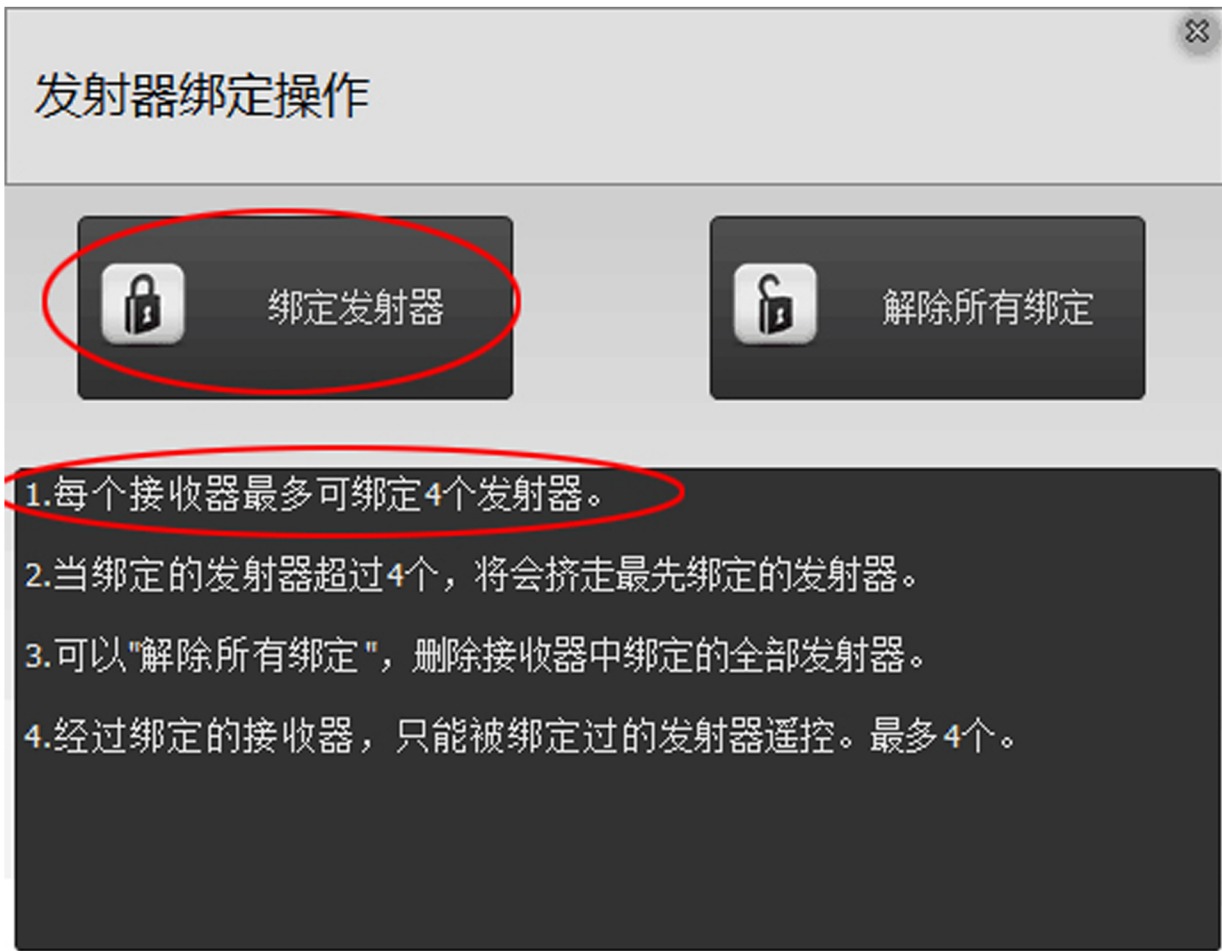 发射器绑定操作
绑定发射器
解除所有绑定
1.每个接收器最多可绑定4个发射器。
2.当绑定的发射器超过4个，将会挤走最先绑定的发射器。
3.可以"解除所有绑定"，删除接收器中绑定的全部发射器。
4.经过绑定的接收器，只能被绑定过的发射器遥控。最多4个。